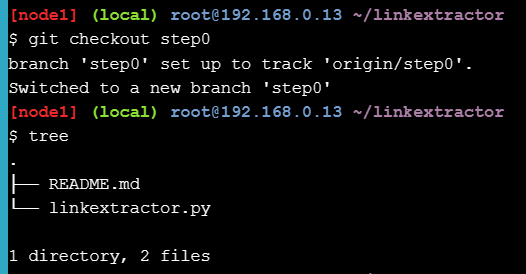 [node1] (local) root@192.168.0.13 ~/linkextractor
$ git checkout step0
branch 'step0' set up to track 'origin/step0'.
Switched to a new branch 'step0'
[node1] (local) root@192.168.0.13 ~/linkextractor
$ tree
.
├── README.md
└── linkextractor.py

1 directory, 2 files